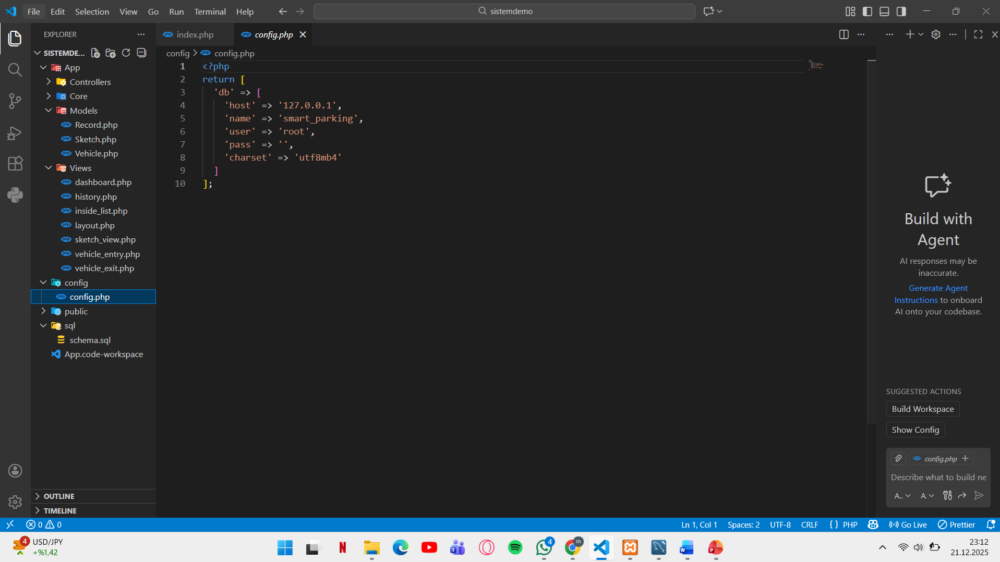 File Edit Selection View Go Run Terminal Help
sistemdemo
EXPLORER
SISTEMDE...
App
Controllers
Core
Models
Record.php
Sketch.php
Vehicle.php
Views
dashboard.php
history.php
inside_list.php
layout.php
sketch_view.php
vehicle_entry.php
vehicle_exit.php
config
config.php
public
sql
schema.sql
App.code-workspace
OUTLINE
TIMELINE
index.php
config.php
config > config.php
1 <?php
2 return [
3 'db' => [
4 'host' => '127.0.0.1',
5 'name' => 'smart_parking',
6 'user' => 'root',
7 'pass' => '',
8 'charset' => 'utf8mb4'
9 ]
10 ];
Build with
Agent
AI responses may be
inaccurate.
Generate Agent
Instructions to onboard
AI onto your codebase.
SUGGESTED ACTIONS
Build Workspace
Show Config
config.php
Describe what to build ne
A.. A.
0 0
Ln 1, Col 1 Spaces: 2 UTF-8 CRLF { } PHP Go Live Prettier
4
USD/JPY
+%1,42
4
m
23:12
21.12.2025